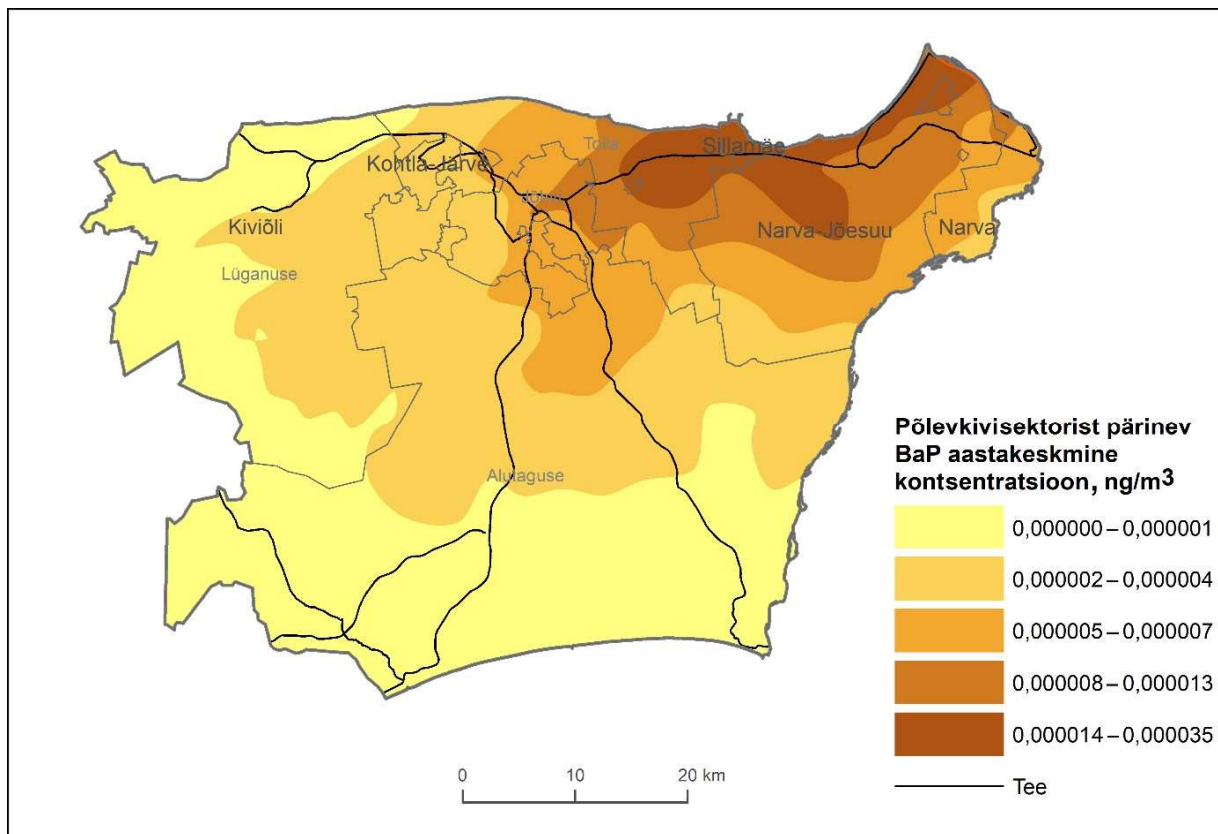 Toila
Kohtla-Järve
Sillamäe
Jõhvi
Kiviõli
Narva-Jõesuu
Narva
Lüganuse
Alutaguse
Põlevkivisektorist pärinev
BaP aastakeskmine
kontsentratsioon, ng/m³
0,000000 – 0,000001
0,000002 – 0,000004
0,000005 – 0,000007
0,000008 – 0,000013
0,000014 – 0,000035
Tee
0 10 20 km